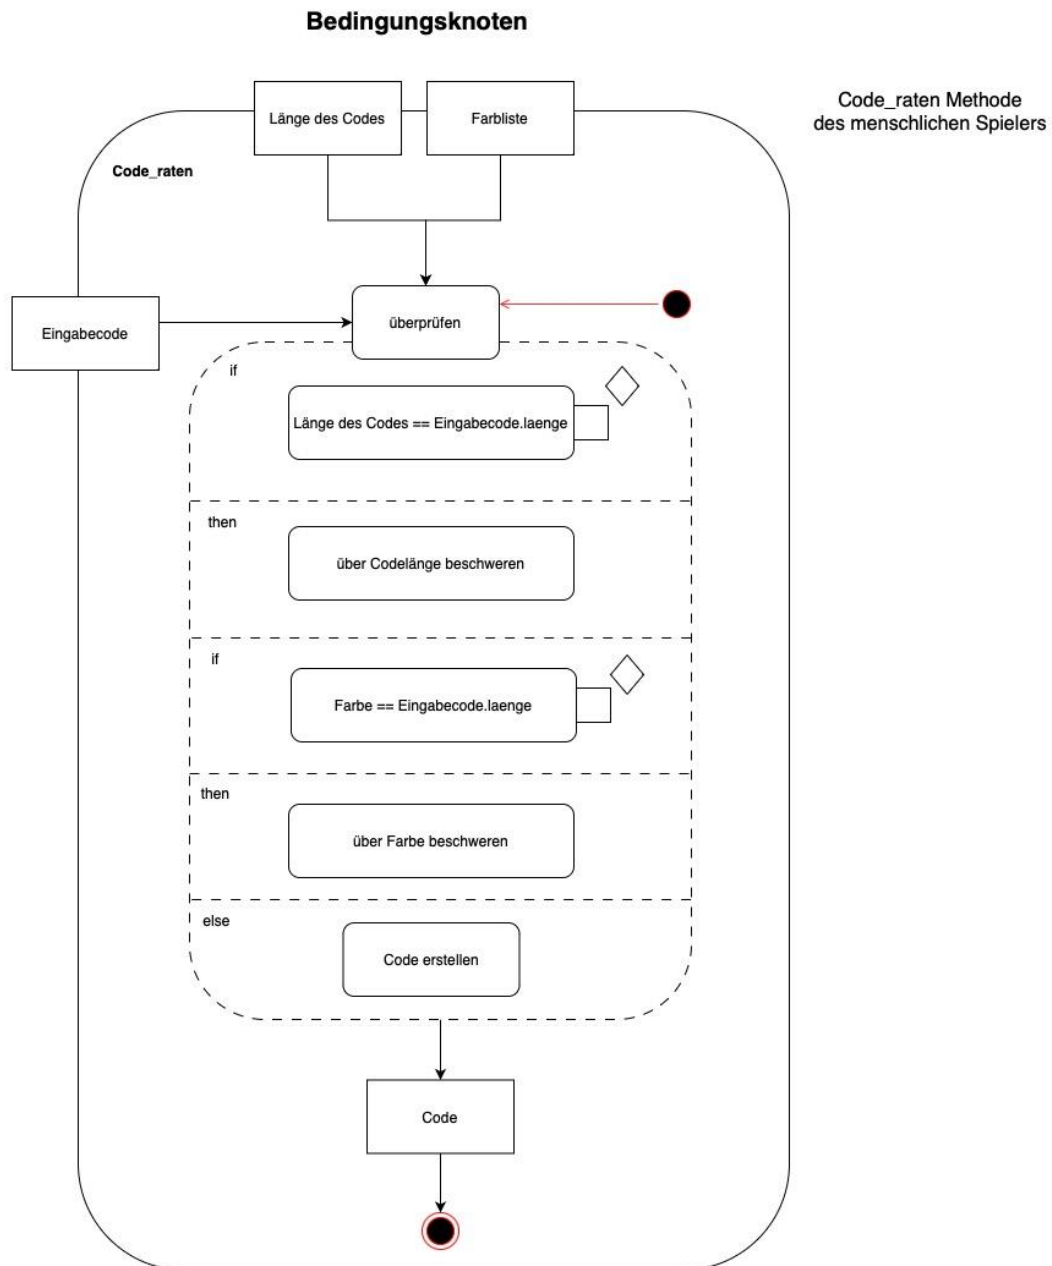 Bedingungsknoten
Länge des Codes
Farbliste
Code_raten Methode
des menschlichen Spielers
Code_raten
Eingabecode
überprüfen
if
Länge des Codes == Eingabecode.laenge
then
über Codelänge beschweren
if
Farbe == Eingabecode.laenge
then
über Farbe beschweren
else
Code erstellen
Code